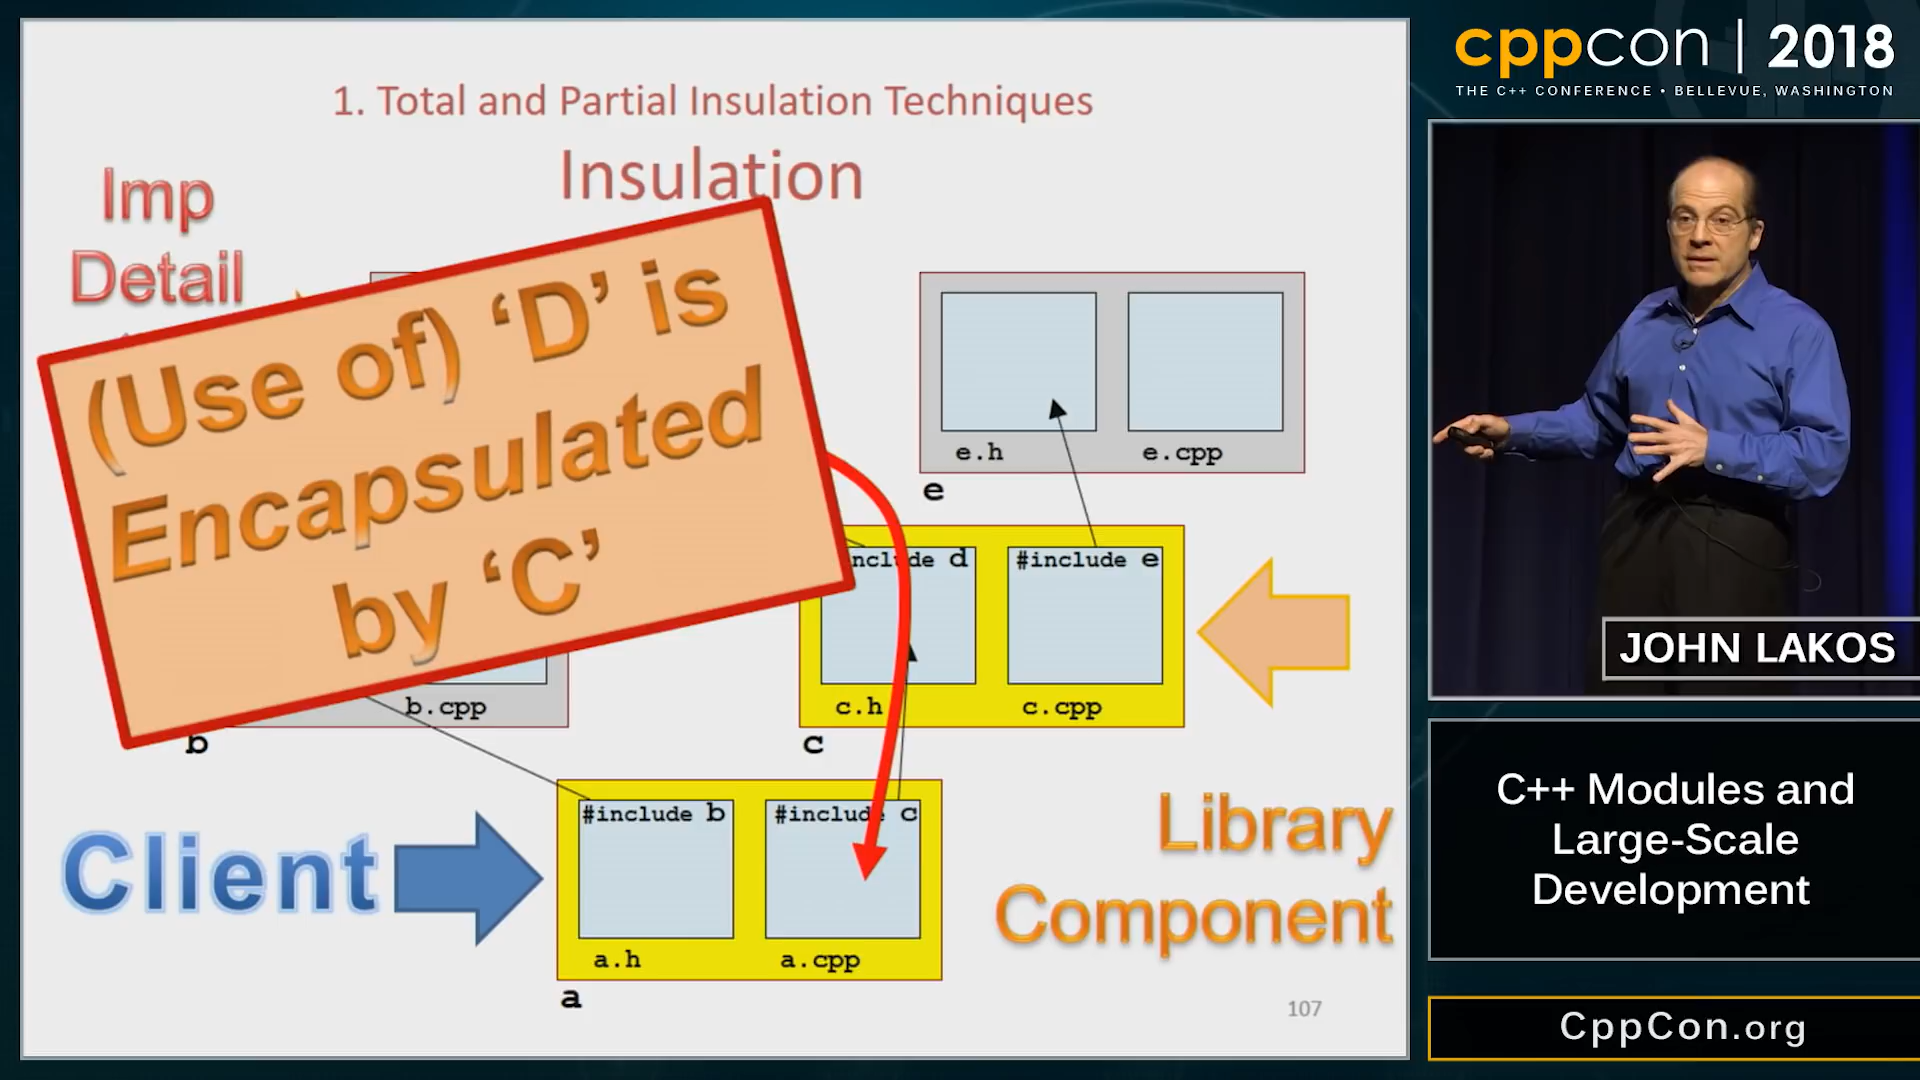 1. Total and Partial Insulation Techniques
Insulation
Imp
Detail
(Use of) ‘D’ is
Encapsulated
by ‘C’
e.h
e.cpp
e
d
#include e
c.h
c.cpp
c
b.cpp
b
#include b
#include c
a.h
a.cpp
a
Client
Library
Component
107
cppcon | 2018
THE C++ CONFERENCE • BELLEVUE, WASHINGTON
JOHN LAKOS
C++ Modules and
Large-Scale
Development
CppCon.org